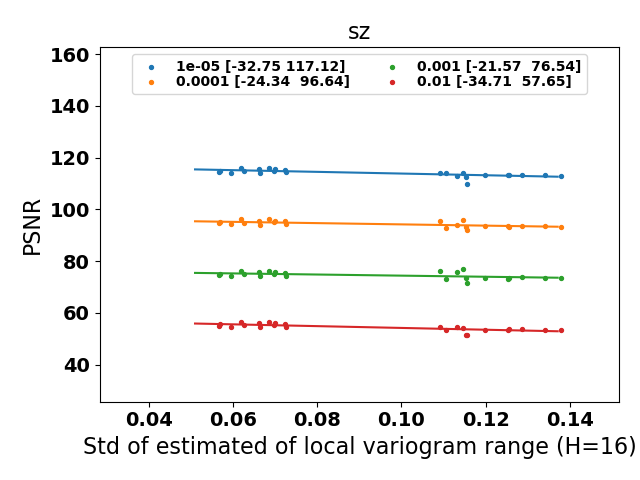 sz
1e-05 [-32.75 117.12]
0.0001 [-24.34  96.64]
0.001 [-21.57  76.54]
0.01 [-34.71  57.65]
PSNR
160
140
120
100
80
60
40
0.04 0.06 0.08 0.10 0.12 0.14
Std of estimated of local variogram range (H=16)